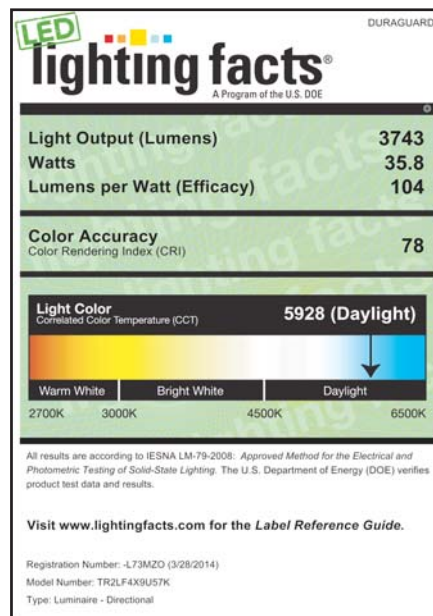 DURAGUARD
LED
lighting facts®
A Program of the U.S. DOE
Light Output (Lumens) 3743
Watts 35.8
Lumens per Watt (Efficacy) 104
Color Accuracy
Color Rendering Index (CRI) 78
Light Color
Correlated Color Temperature (CCT) 5928 (Daylight)
Warm White Bright White Daylight
2700K 3000K 4500K 6500K
All results are according to IESNA LM-79-2008: Approved Method for the Electrical and
Photometric Testing of Solid-State Lighting. The U.S. Department of Energy (DOE) verifies
product test data and results.
Visit www.lightingfacts.com for the Label Reference Guide.
Registration Number: -L73MZO (3/28/2014)
Model Number: TR2LF4X9U57K
Type: Luminaire - Directional